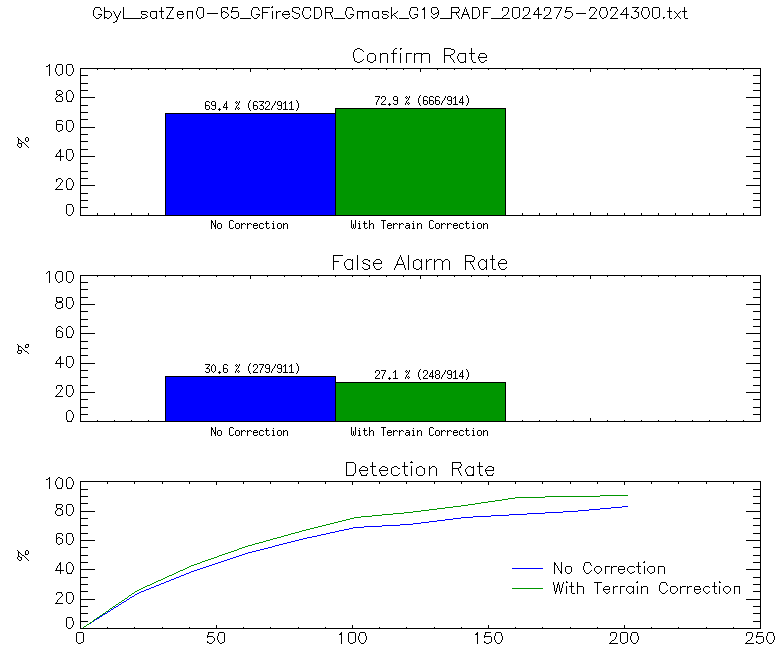 GbyL_satZen0-65_GFireSCDR_Gmask_G19_RADF_2024275-2024300.txt
Confirm Rate
100
80
60
40
20
0
%
69.4 % (632/911)
72.9 % (666/914)
No Correction
With Terrain Correction
False Alarm Rate
100
80
60
40
20
0
%
30.6 % (279/911)
27.1 % (248/914)
No Correction
With Terrain Correction
Detection Rate
100
80
60
40
20
0
%
No Correction
With Terrain Correction
0 50 100 150 200 250